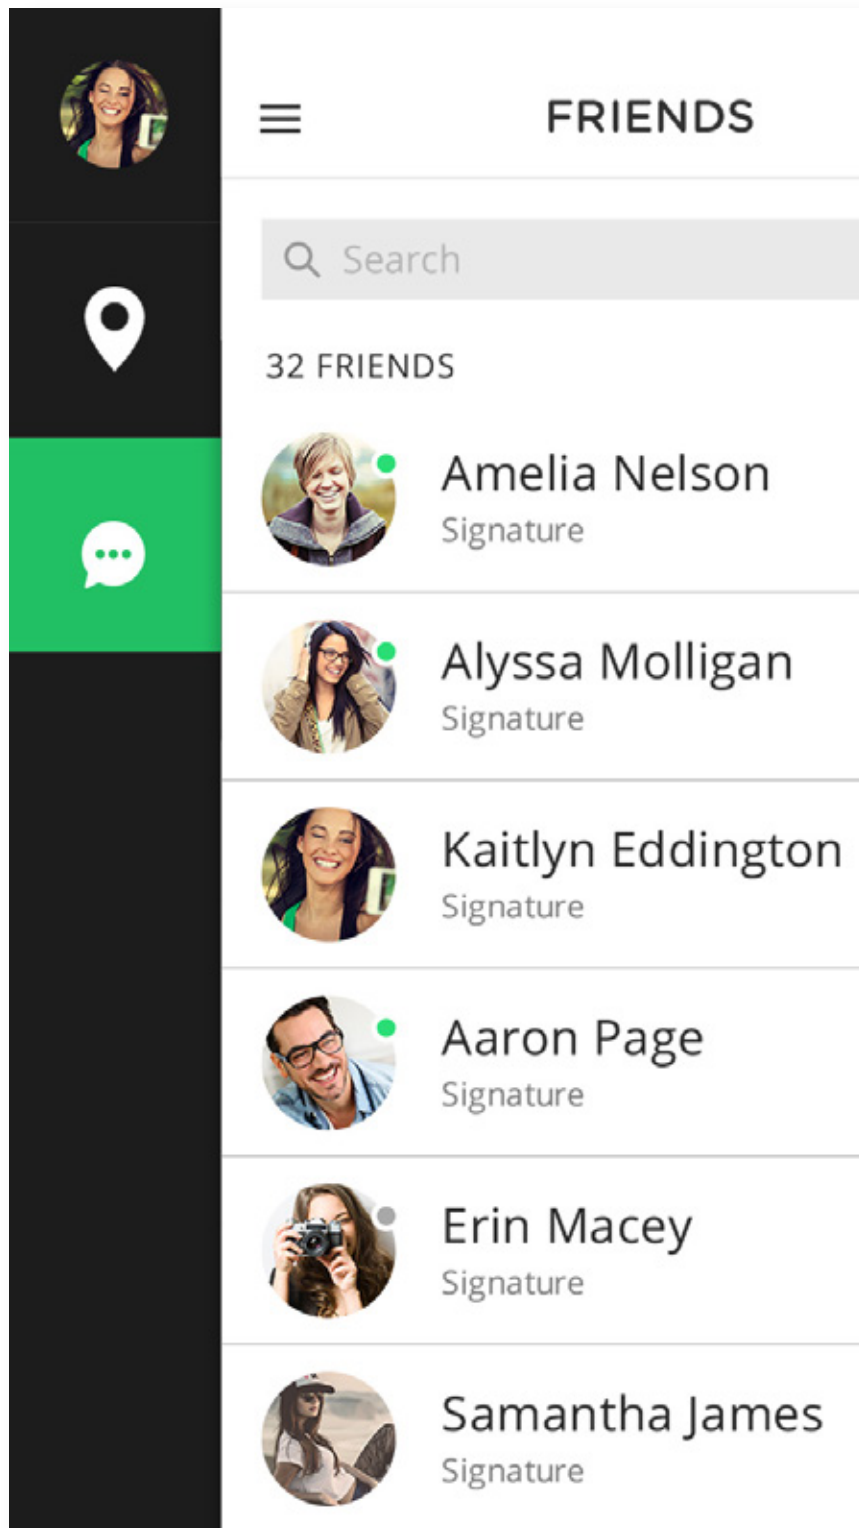 FRIENDS
Search
32 FRIENDS
Amelia Nelson
Signature
Alyssa Molligan
Signature
Kaitlyn Eddington
Signature
Aaron Page
Signature
Erin Macey
Signature
Samantha James
Signature